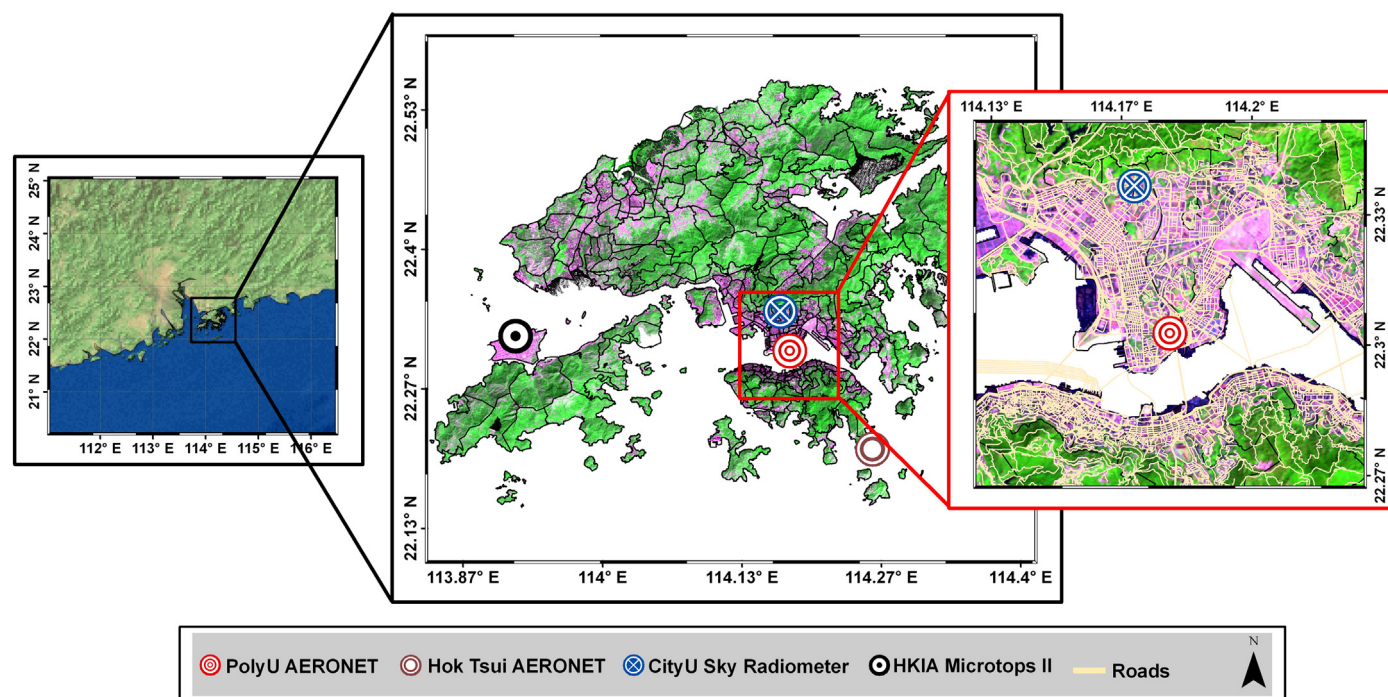 25° N
24° N
23° N
22° N
21° N
112° E 113° E 114° E 115° E 116° E
22.53° N
22.4° N
22.27° N
22.13° N
113.87° E 114° E 114.13° E 114.27° E 114.4° E
114.13° E 114.17° E 114.2° E
22.33° N
22.3° N
22.27° N
PolyU AERONET Hok Tsui AERONET CityU Sky Radiometer HKIA Microtops II Roads
N